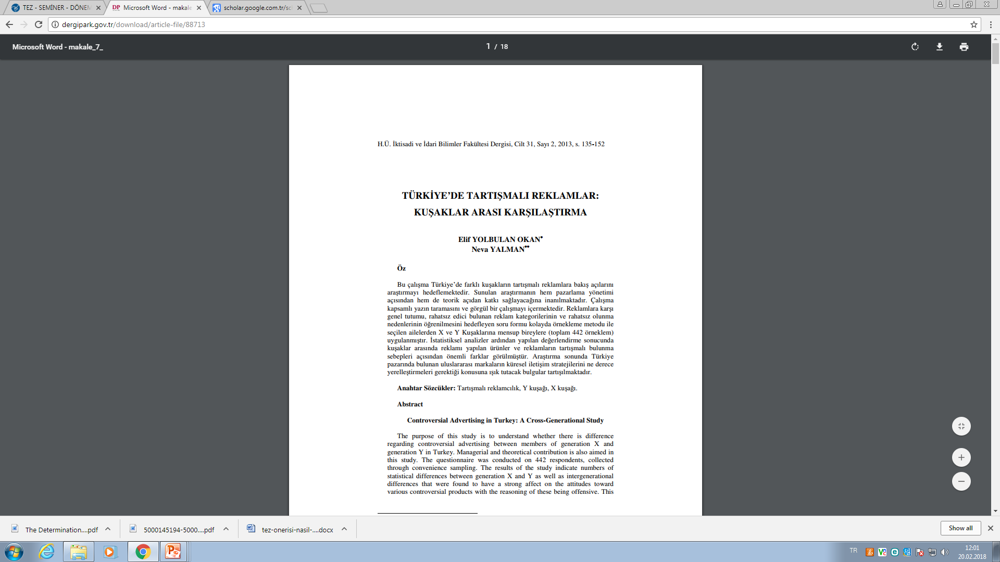 TEZ - SEMİNER - DÖNEM
Microsoft Word - makale
scholar.google.com.tr/sc
dergipark.gov.tr/download/article-file/88713
Microsoft Word - makale_7_
1 / 18
H.Ü. İktisadi ve İdari Bilimler Fakültesi Dergisi, Cilt 31, Sayı 2, 2013, s. 135-152
TÜRKİYE’DE TARTIŞMALI REKLAMLAR:
KUŞAKLAR ARASI KARŞILAŞTIRMA
Elif YOLBULAN OKAN•
Neva YALMAN••
Öz
Bu çalışma Türkiye’de farklı kuşakların tartışmalı reklamlara bakış açılarını
araştırmayı hedeflemektedir. Sunulan araştırmanın hem pazarlama yönetimi
açısından hem de teorik açıdan katkı sağlayacağına inanılmaktadır. Çalışma
kapsamlı yazın taramasını ve görgül bir çalışmayı içermektedir. Reklamlara karşı
genel tutumu, rahatsız edici bulunan reklam kategorilerinin ve rahatsız olunma
nedenlerinin öğrenilmesini hedefleyen soru formu kolayda örnekleme metodu ile
seçilen ailelerden X ve Y Kuşaklarına mensup bireylere (toplam 442 örneklem)
uygulanmıştır. İstatistiksel analizler ardından yapılan değerlendirme sonucunda
kuşaklar arasında reklamı yapılan ürünler ve reklamların tartışmalı bulunma
sebepleri açısından önemli farklar görülmüştür. Araştırma sonunda Türkiye
pazarında bulunan uluslararası markaların küresel iletişim stratejilerini ne derece
yerelleştirmeleri gerektiği konusuna ışık tutacak bulgular tartışılmaktadır.
Anahtar Sözcükler: Tartışmalı reklamcılık, Y kuşağı, X kuşağı.
Abstract
Controversial Advertising in Turkey: A Cross-Generational Study
The purpose of this study is to understand whether there is difference
regarding controversial advertising between members of generation X and
generation Y in Turkey. Managerial and theoretical contribution is also aimed in
this study. The questionnaire was conducted on 442 respondents, collected
through convenience sampling. The results of the study indicate numbers of
statistical differences between generation X and Y as well as intergenerational
differences that were found to have a strong affect on the attitudes toward
various controversial products with the reasoning of these being offensive. This
The Determination....pdf
5000145194-5000....pdf
tez-onerisi-nasil-....docx
Show all
TR
12:01
20.02.2018